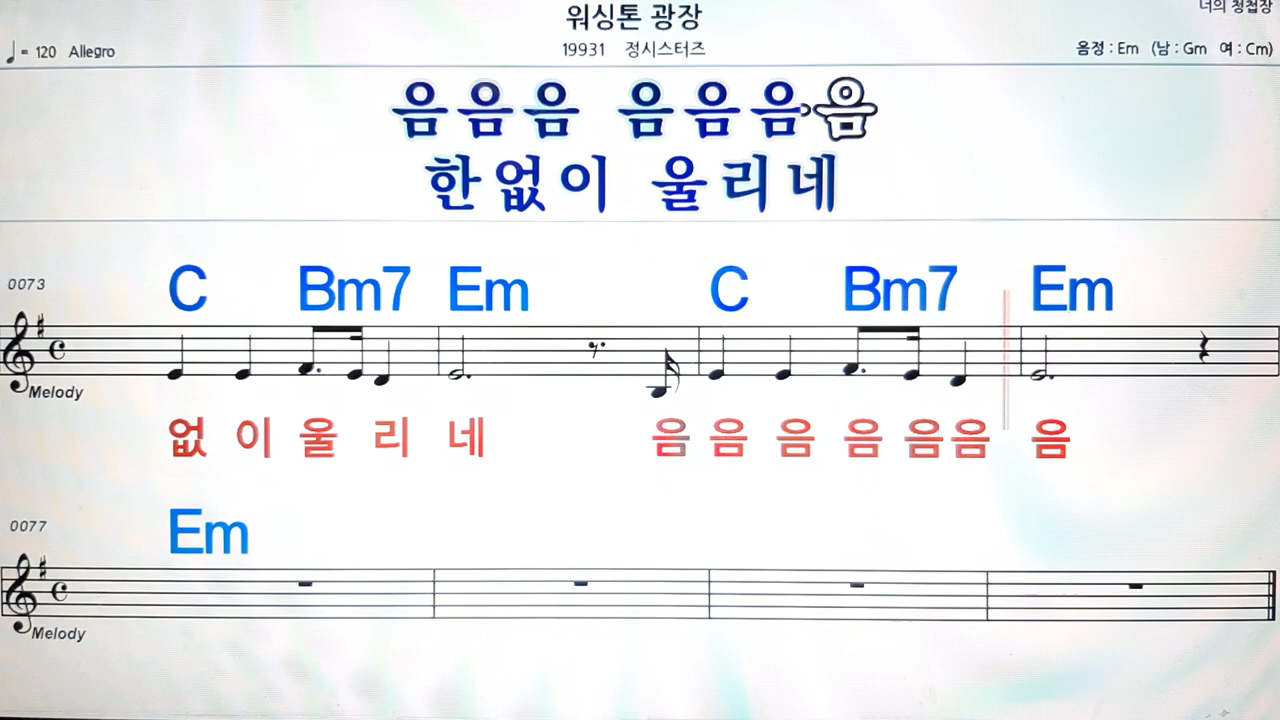 워싱톤 광장
너의 청첩장
♩ = 120 Allegro
19931 정시스터즈
음정 : Em (남 : Gm 여 : Cm)
음음음 음음음음
한없이 울리네
0073
C Bm7 Em C Bm7 Em
Melody
없 이 울 리 네 음 음 음 음 음 음 음
0077
Em
Melody